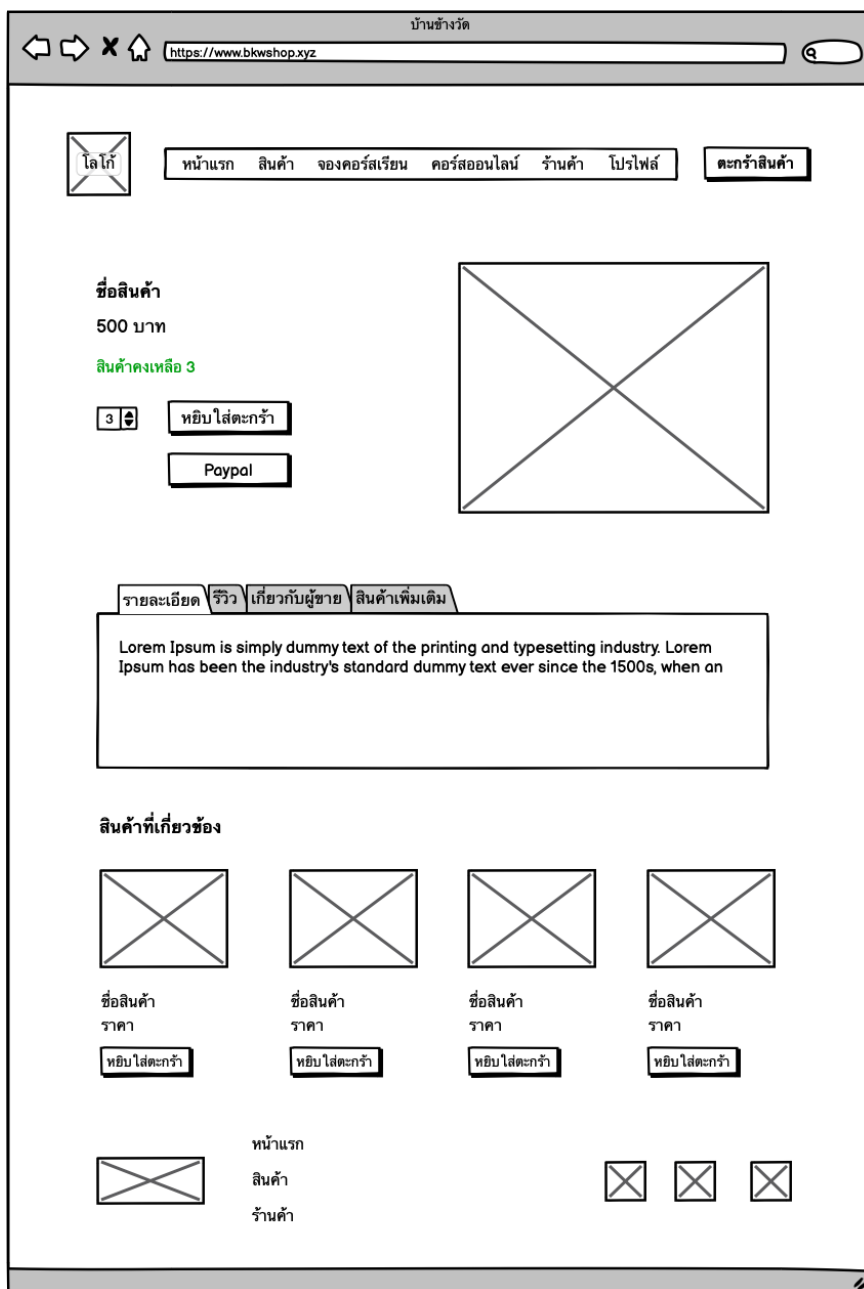 บ้านข้างวัด
https://www.bkwshop.xyz
โลโก้
หน้าแรก สินค้า จองคอร์สเรียน คอร์สออนไลน์ ร้านค้า โปรไฟล์
ตะกร้าสินค้า
ชื่อสินค้า
500 บาท
สินค้าคงเหลือ 3
3 หยิบใส่ตะกร้า
Paypal
รายละเอียด รีวิว เกี่ยวกับผู้ขาย สินค้าเพิ่มเติม
Lorem Ipsum is simply dummy text of the printing and typesetting industry. Lorem
Ipsum has been the industry's standard dummy text ever since the 1500s, when an
สินค้าที่เกี่ยวข้อง
ชื่อสินค้า ชื่อสินค้า ชื่อสินค้า ชื่อสินค้า
ราคา ราคา ราคา ราคา
หยิบใส่ตะกร้า หยิบใส่ตะกร้า หยิบใส่ตะกร้า หยิบใส่ตะกร้า
หน้าแรก
สินค้า
ร้านค้า